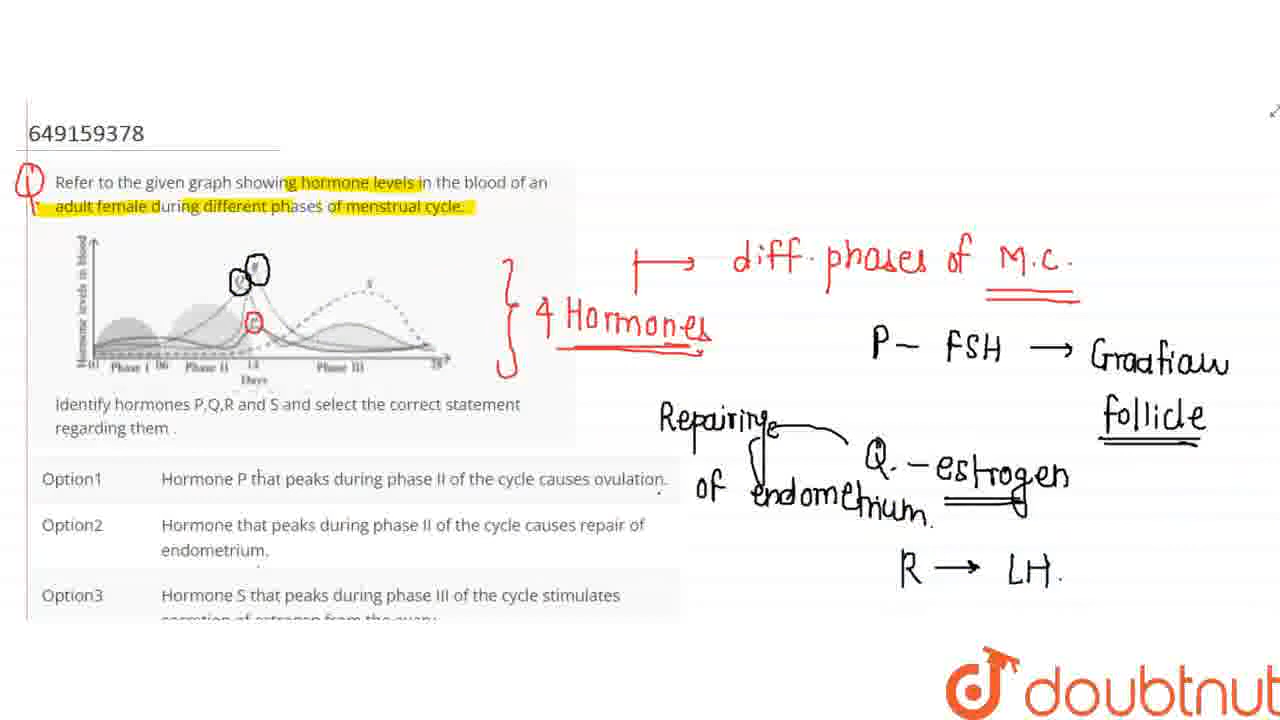 649159378
Q Refer to the given graph showing hormone levels in the blood of an
adult female during different phases of menstrual cycle.
Hormone levels in blood
Q R
P
S
01 Phase I 06 Phase II 14 Phase III 28
Days
Identify hormones P,Q,R and S and select the correct statement
regarding them .
Option1 Hormone P that peaks during phase II of the cycle causes ovulation.
Option2 Hormone that peaks during phase II of the cycle causes repair of
endometrium.
Option3 Hormone S that peaks during phase III of the cycle stimulates
diff. phases of M.C.
4 Hormones
P - FSH → Graafian
follicle
Repairing
of endometrium.
Q. - estrogen
R → LH.
doubtnut